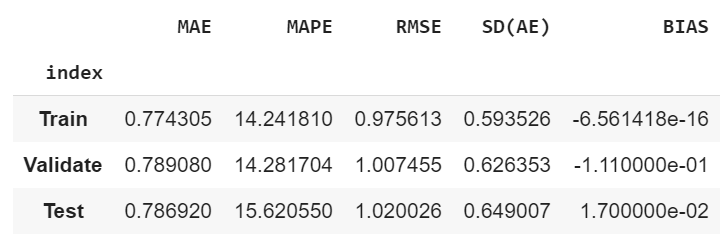 MAE MAPE RMSE SD(AE) BIAS
index
Train 0.774305 14.241810 0.975613 0.593526 -6.561418e-16
Validate 0.789080 14.281704 1.007455 0.626353 -1.110000e-01
Test 0.786920 15.620550 1.020026 0.649007 1.700000e-02